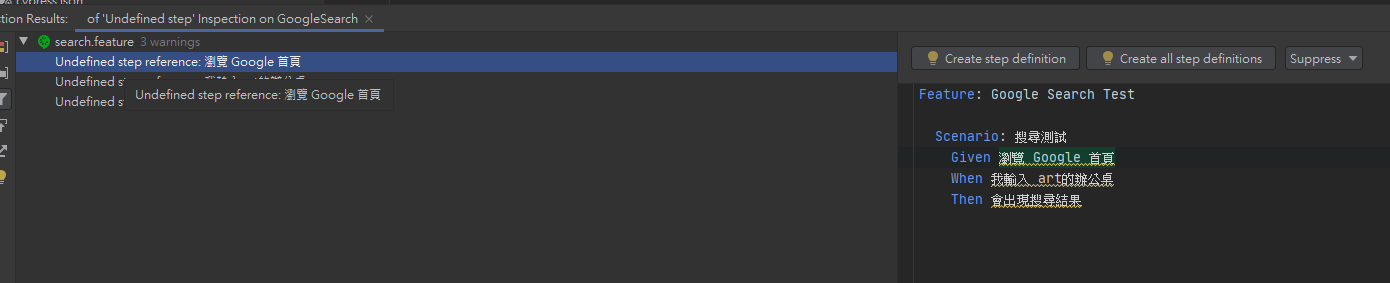 cypress.json
ction Results: of 'Undefined step' Inspection on GoogleSearch
search.feature 3 warnings
Undefined step reference: 瀏覽 Google 首頁
Undefined
Undefined step reference: 瀏覽 Google 首頁
Undefined
Create step definition
Create all step definitions
Suppress
Feature: Google Search Test
Scenario: 搜尋測試
Given 瀏覽 Google 首頁
When 我輸入 art的辦公桌
Then 會出現搜尋結果